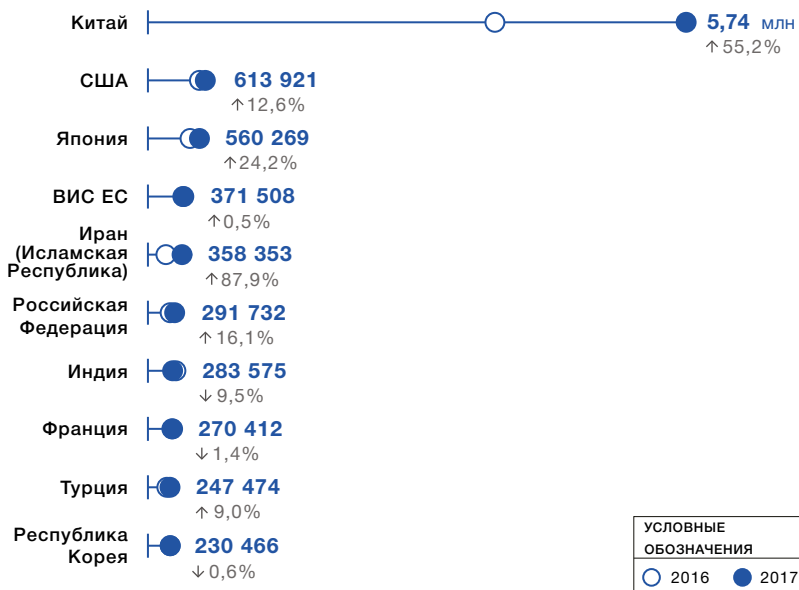 Китай 5,74 млн
↑55,2%
США 613 921
↑12,6%
Япония 560 269
↑24,2%
ВИС ЕС 371 508
↑0,5%
Иран
(Исламская
Республика)
358 353
↑87,9%
Российская
Федерация
291 732
↑16,1%
Индия 283 575
↓9,5%
Франция 270 412
↓1,4%
Турция 247 474
↑9,0%
Республика
Корея
230 466
↓0,6%
УСЛОВНЫЕ
ОБОЗНАЧЕНИЯ
2016 2017